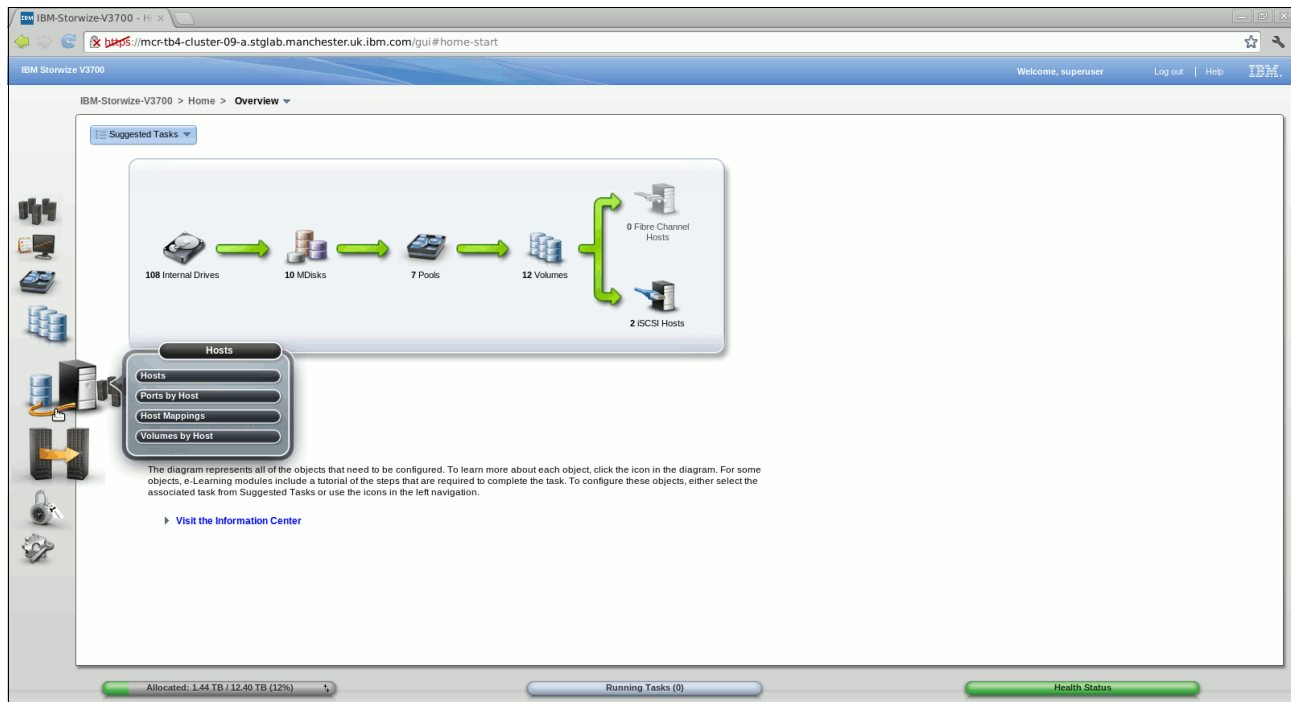 IBM-Storwize-V3700 - H
https://mcr-tb4-cluster-09-a.stglab.manchester.uk.ibm.com/gui#home-start
IBM Storwize V3700
Welcome, superuser
Log out | Help
IBM.
IBM-Storwize-V3700 > Home > Overview
Suggested Tasks
0 Fibre Channel
Hosts
108 Internal Drives
10 MDisks
7 Pools
12 Volumes
2 iSCSI Hosts
Hosts
Hosts
Ports by Host
Host Mappings
Volumes by Host
The diagram represents all of the objects that need to be configured. To learn more about each object, click the icon in the diagram. For some
objects, e-Learning modules include a tutorial of the steps that are required to complete the task. To configure these objects, either select the
associated task from Suggested Tasks or use the icons in the left navigation.
Visit the Information Center
Allocated: 1.44 TB / 12.40 TB (12%)
Running Tasks (0)
Health Status